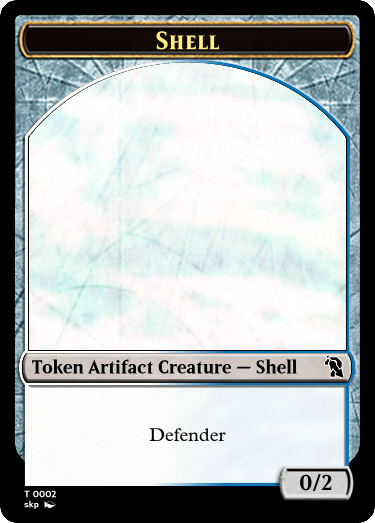 Shell
Token Artifact Creature — Shell
Defender
0/2
T 0002
skp